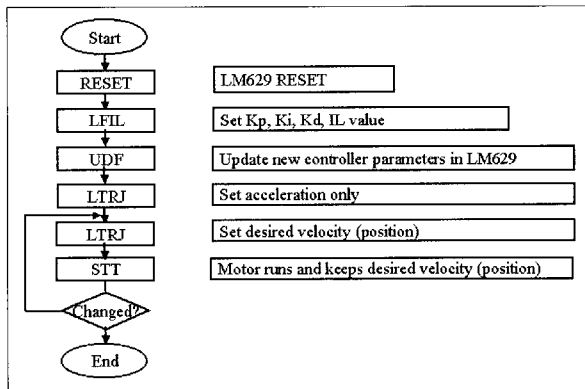 Start
RESET
LM629 RESET
LFIL
Set Kp, Ki, Kd, IL value
UDF
Update new controller parameters in LM629
LTRJ
Set acceleration only
LTRJ
Set desired velocity (position)
STT
Motor runs and keeps desired velocity (position)
Changed?
End